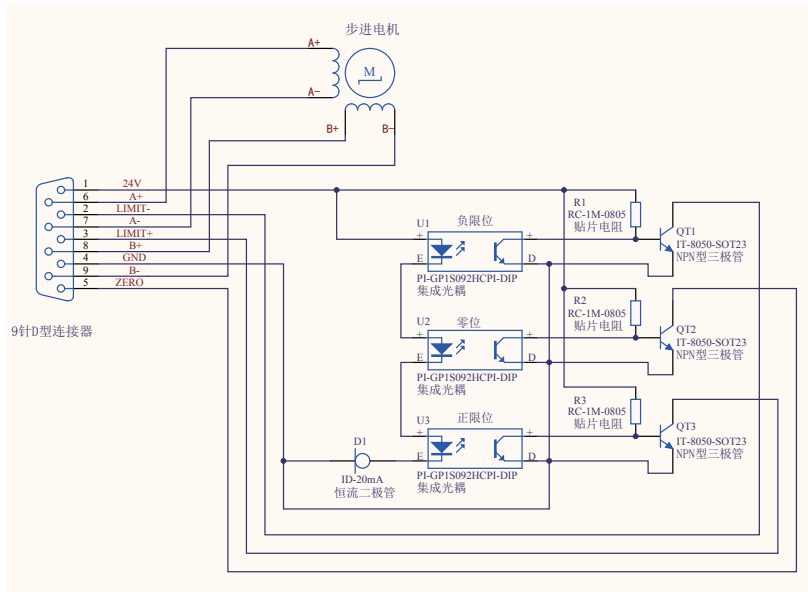 步进电机
A+
M
A-
B+
B-
1 24V
6 A+
2 LIMIT-
7 A-
3 LIMIT+
8 B+
4 GND
9 B-
5 ZERO
9针D型连接器
U1
负限位
+
+
E
D
PI-GP1S092HCPI-DIP
集成光耦
R1
RC-1M-0805
贴片电阻
QT1
IT-8050-SOT23
NPN型三极管
U2
零位
+
+
E
D
PI-GP1S092HCPI-DIP
集成光耦
R2
RC-1M-0805
贴片电阻
QT2
IT-8050-SOT23
NPN型三极管
U3
正限位
+
+
E
D
PI-GP1S092HCPI-DIP
集成光耦
R3
RC-1M-0805
贴片电阻
QT3
IT-8050-SOT23
NPN型三极管
D1
ID-20mA
恒流二极管